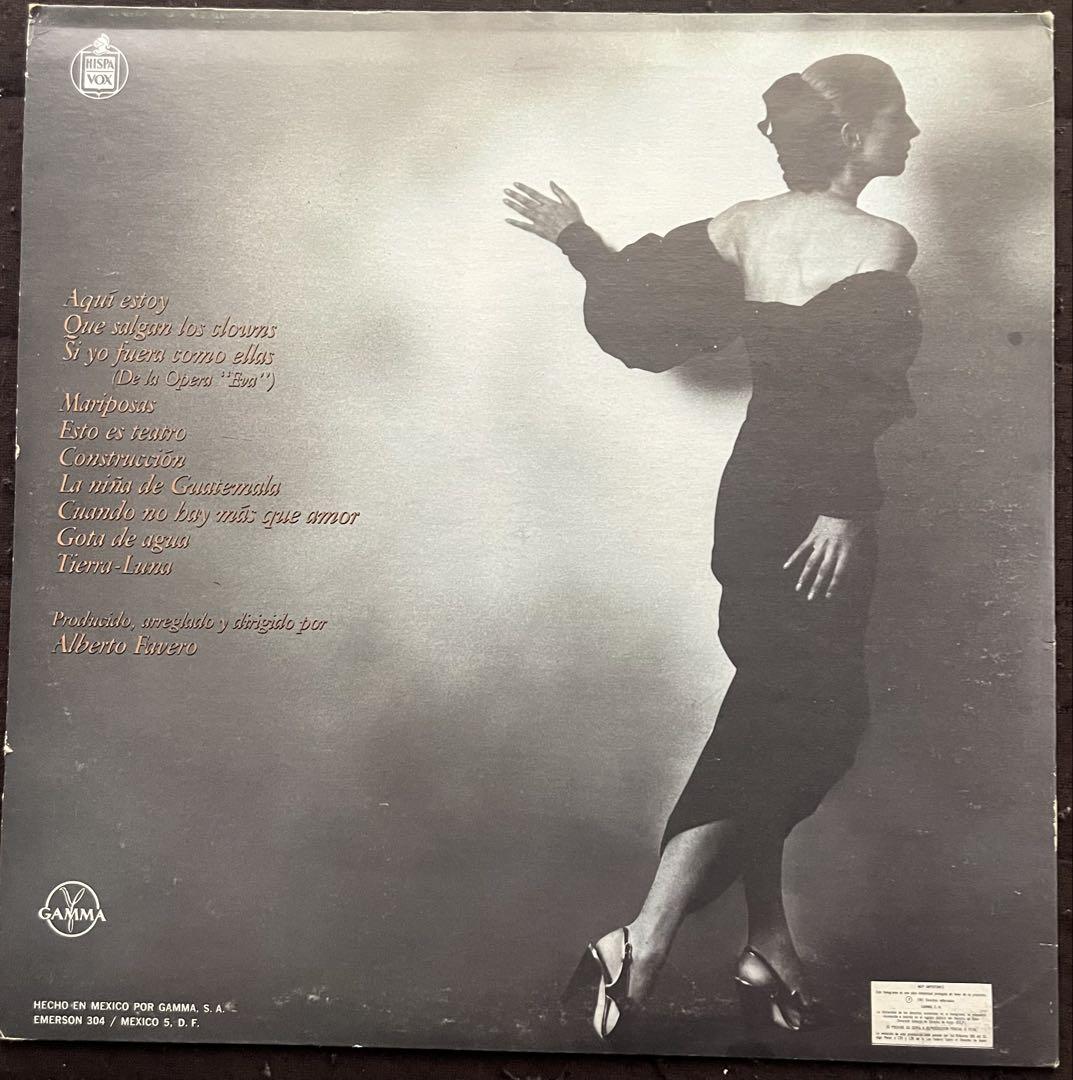 HISPA
VOX
Aquí estoy
Que salgan los clowns
Si yo fuera como ellas
(De la Opera "Eva")
Mariposas
Esto es teatro
Construcción
La niña de Guatemala
Cuando no hay más que amor
Gota de agua
Tierra-Luna
Producido, arreglado y dirigido por
Alberto Favero
GAMMA
HECHO EN MEXICO POR GAMMA, S. A.
EMERSON 304 / MEXICO 5, D. F.